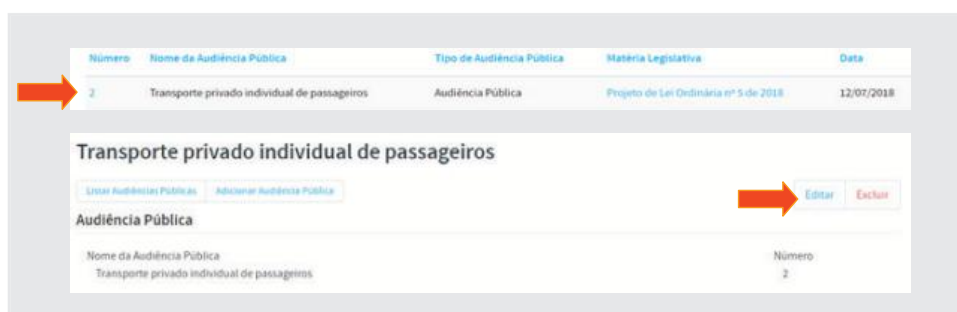 Número Nome da Audiência Pública Tipo de Audiência Pública Matéria Legislativa Data
2 Transporte privado individual de passageiros Audiência Pública Projeto de Lei Ordinária nº 5 de 2018 12/07/2018
Transporte privado individual de passageiros
Listar Audiências Públicas Adicionar Audiência Pública Editar Excluir
Audiência Pública
Nome da Audiência Pública Número
Transporte privado individual de passageiros 2